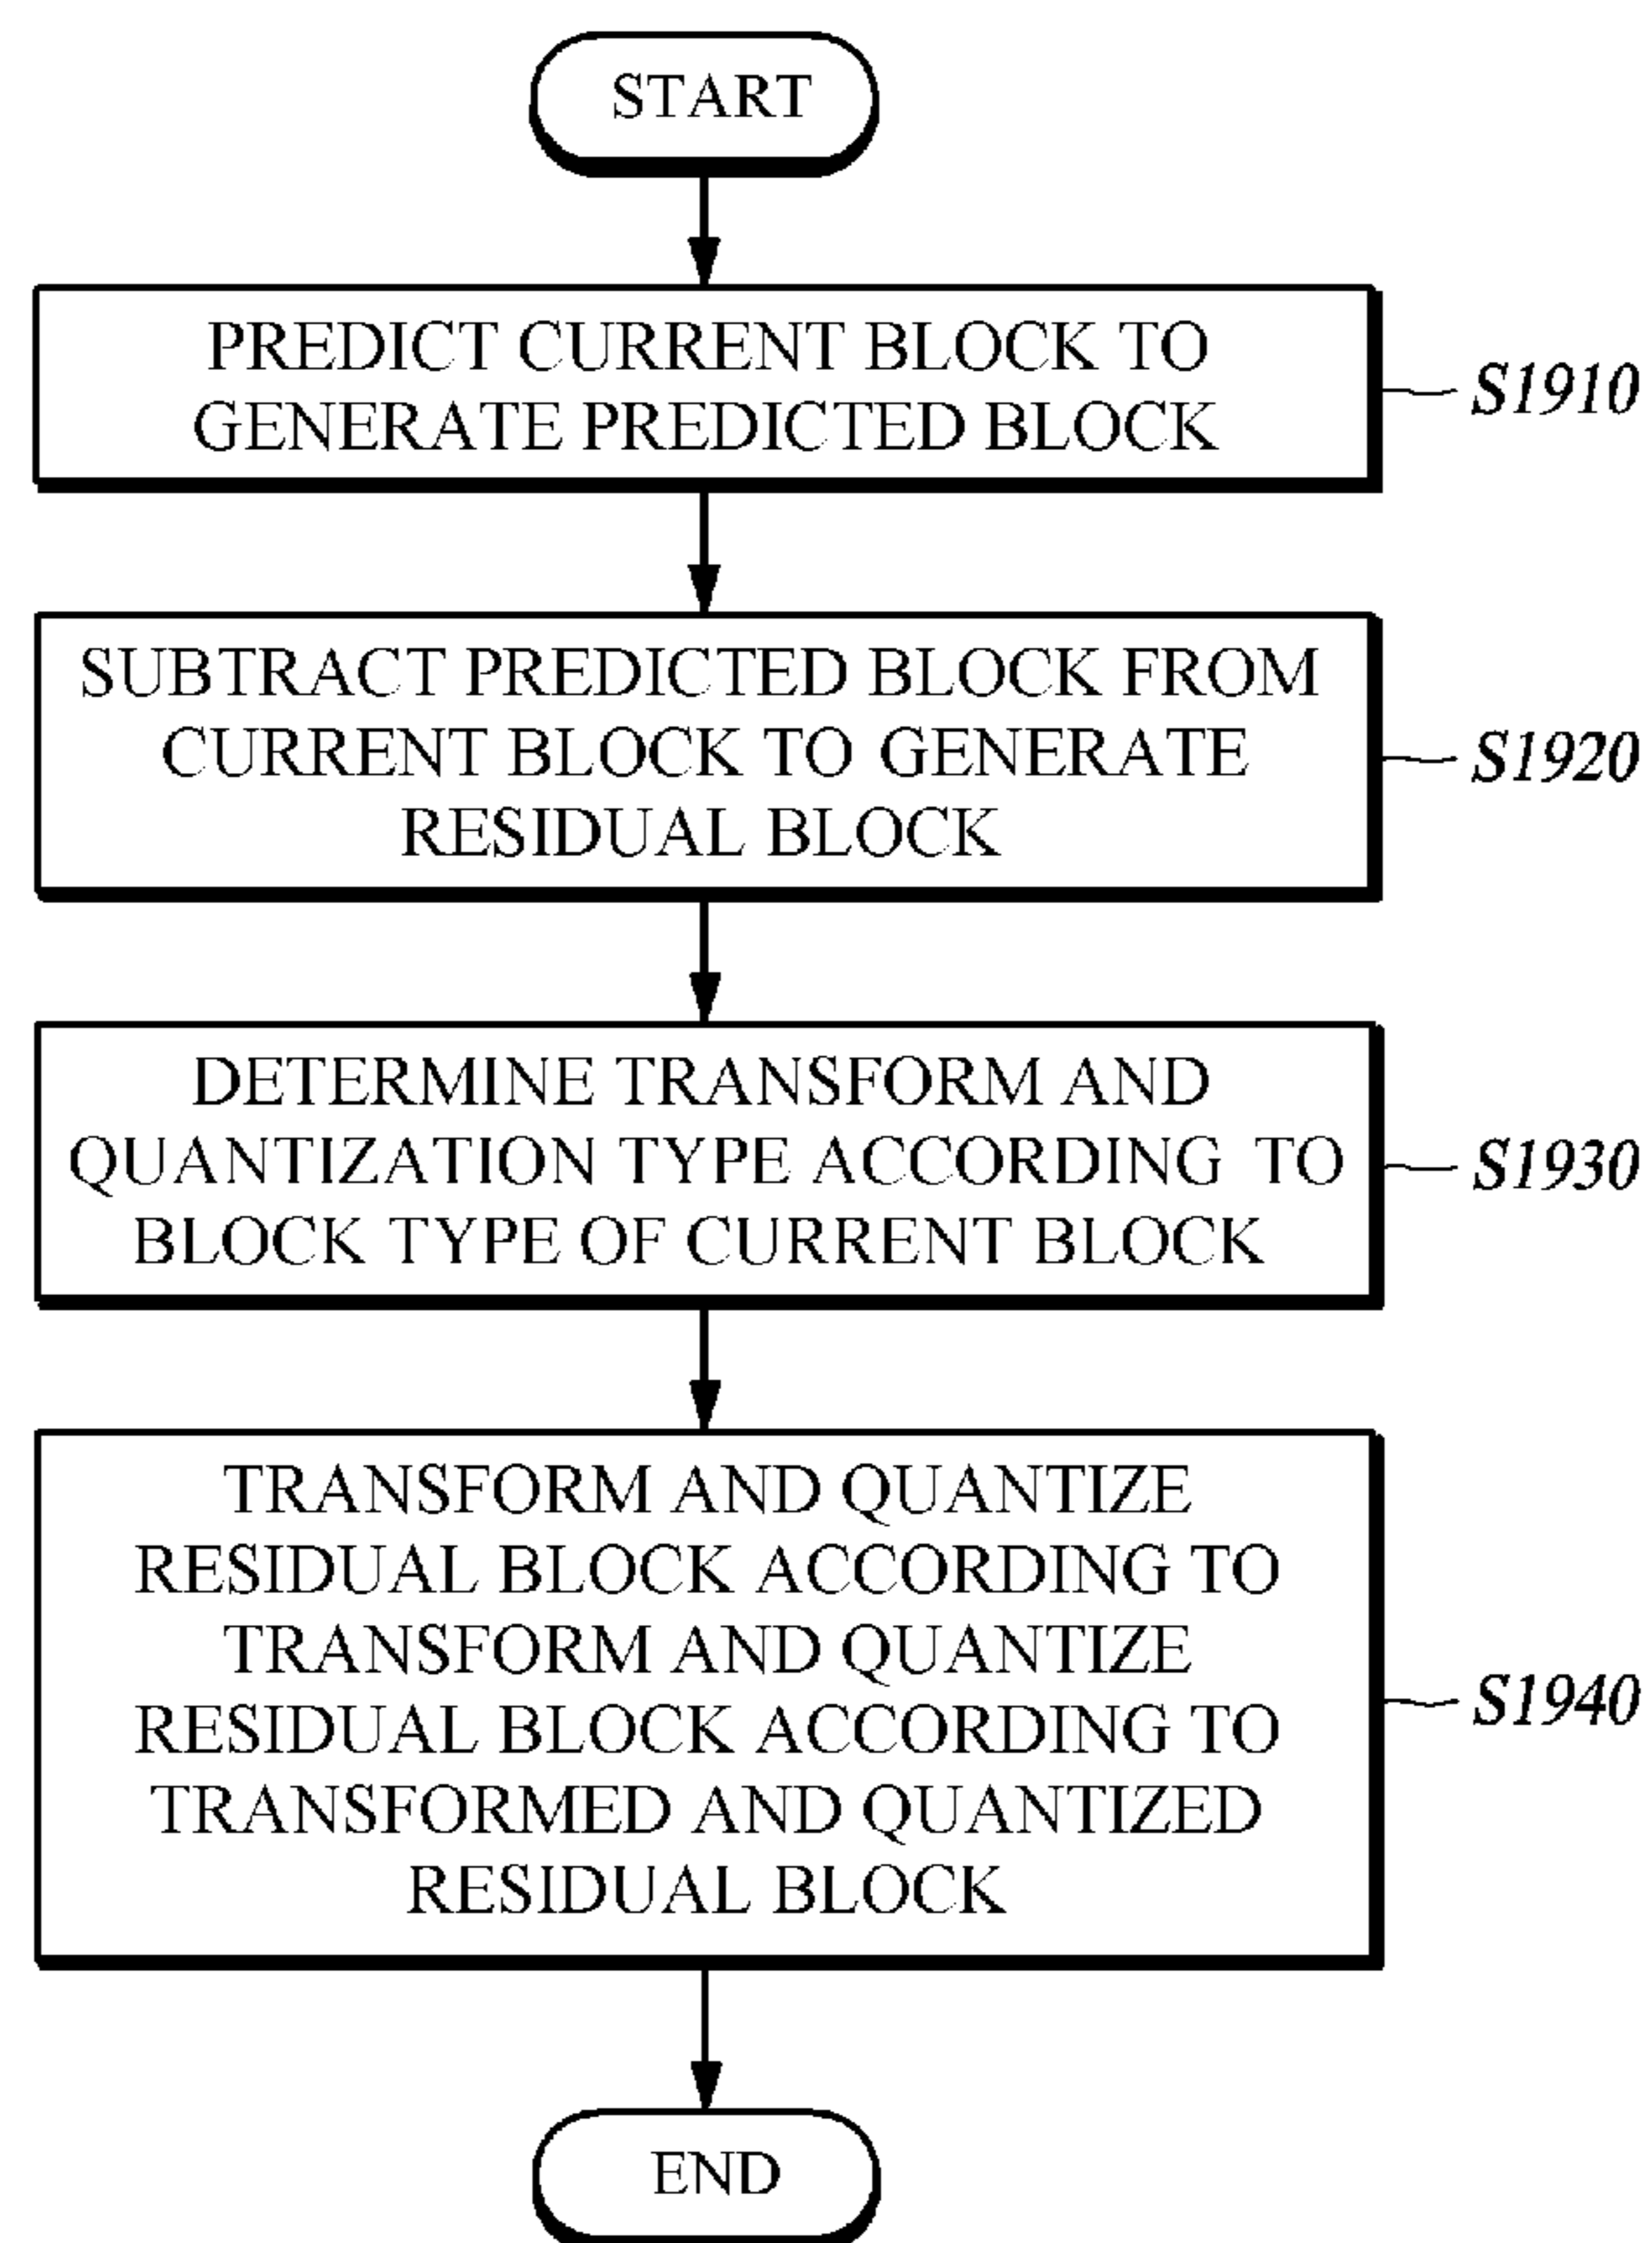 START
PREDICT CURRENT BLOCK TO
GENERATE PREDICTED BLOCK
S1910
SUBTRACT PREDICTED BLOCK FROM
CURRENT BLOCK TO GENERATE
RESIDUAL BLOCK
S1920
DETERMINE TRANSFORM AND
QUANTIZATION TYPE ACCORDING TO
BLOCK TYPE OF CURRENT BLOCK
S1930
TRANSFORM AND QUANTIZE
RESIDUAL BLOCK ACCORDING TO
TRANSFORM AND QUANTIZE
RESIDUAL BLOCK ACCORDING TO
TRANSFORMED AND QUANTIZED
RESIDUAL BLOCK
S1940
END